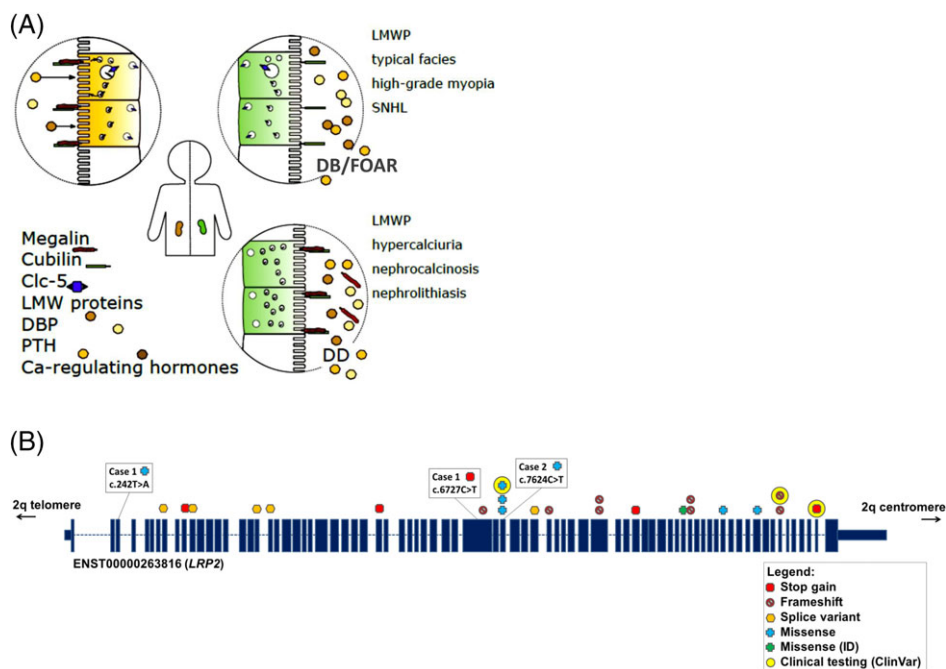 (A)
LMWP
typical facies
high-grade myopia
SNHL
DB/FOAR
Megalin
Cubilin
Clc-5
LMW proteins
DBP
PTH
Ca-regulating hormones
LMWP
hypercalciuria
nephrocalcinosis
nephrolithiasis
DD
(B)
Case 1
c.242T>A
Case 1
c.6727C>T
Case 2
c.7624C>T
2q telomere
2q centromere
ENST00000263816 (LRP2)
Legend:
Stop gain
Frameshift
Splice variant
Missense
Missense (ID)
Clinical testing (ClinVar)